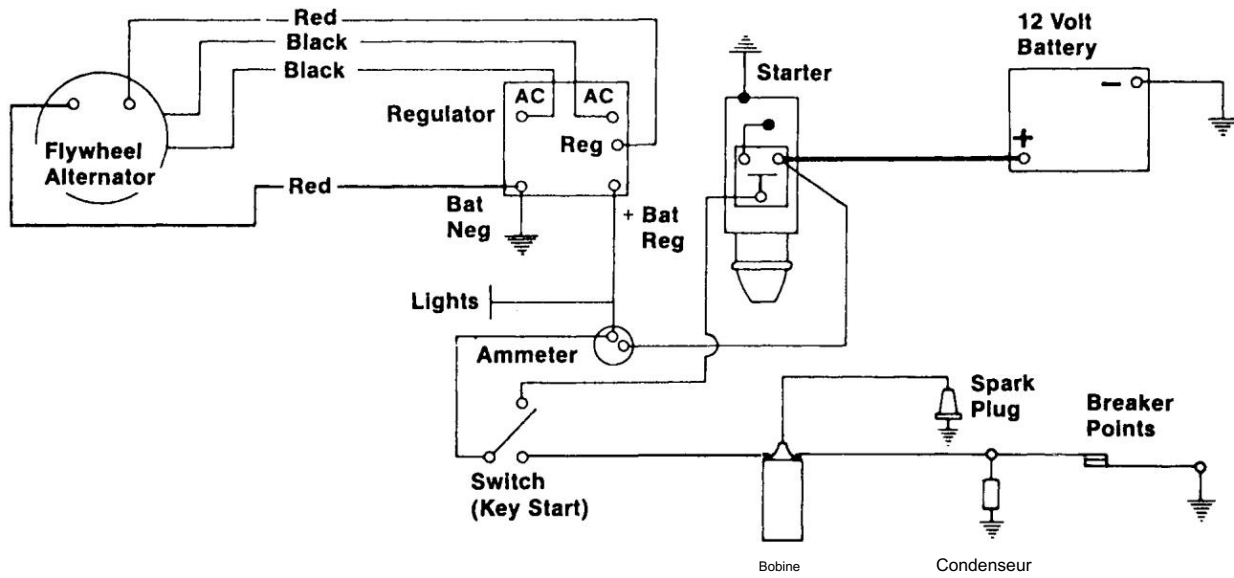 Red
Black
Black
12 Volt
Battery
Starter
AC
AC
Regulator
Reg
Flywheel
Alternator
Red
Bat
Neg
+ Bat
Reg
+
−
Lights
Ammeter
Spark
Plug
Breaker
Points
Switch
(Key Start)
Bobine
Condenseur